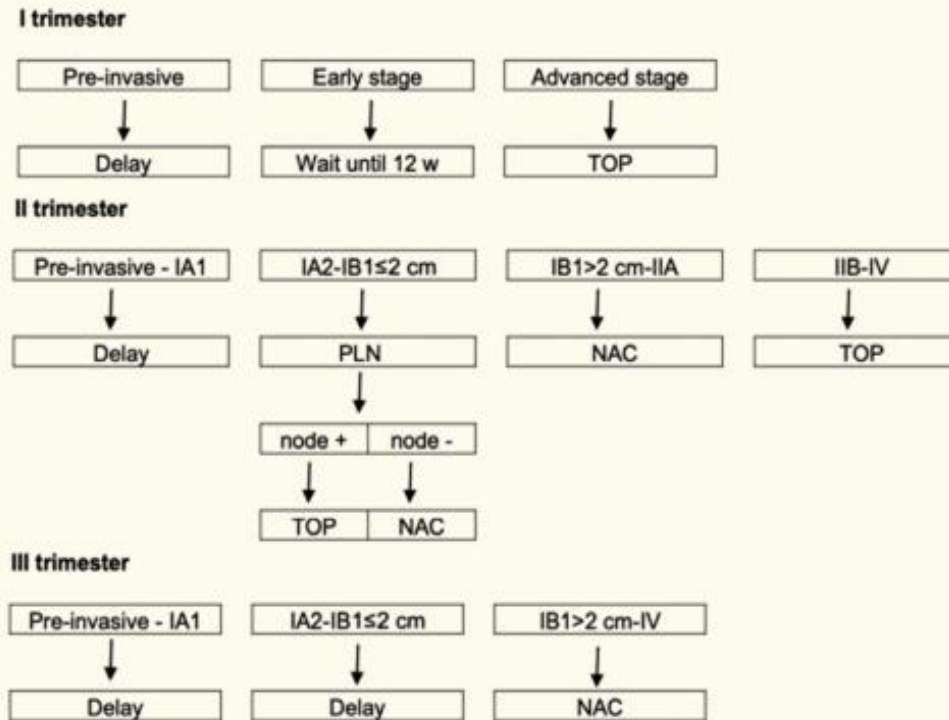 I trimester
Pre-invasive Early stage Advanced stage
Delay Wait until 12 w TOP
II trimester
Pre-invasive - IA1 IA2-IB1≤2 cm IB1>2 cm-IIA IIB-IV
Delay PLN NAC TOP
node + node -
TOP NAC
III trimester
Pre-invasive - IA1 IA2-IB1≤2 cm IB1>2 cm-IV
Delay Delay NAC